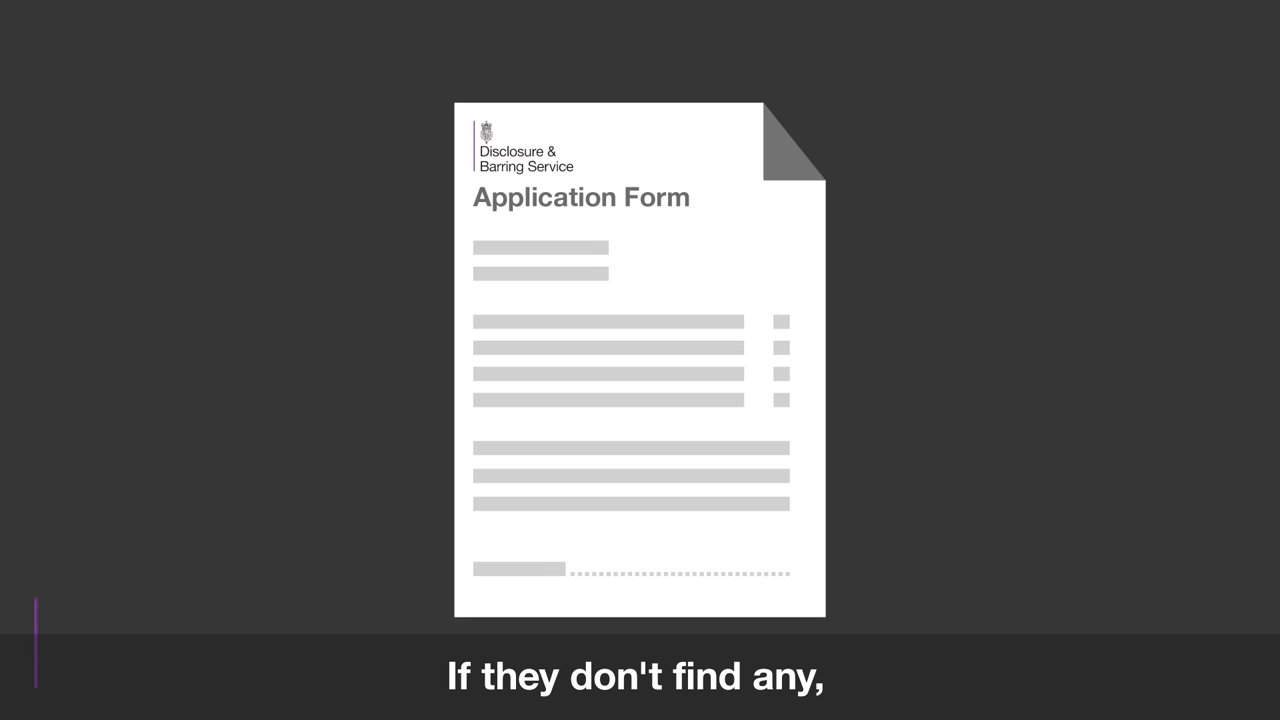 Disclosure &
Barring Service
Application Form
If they don't find any,